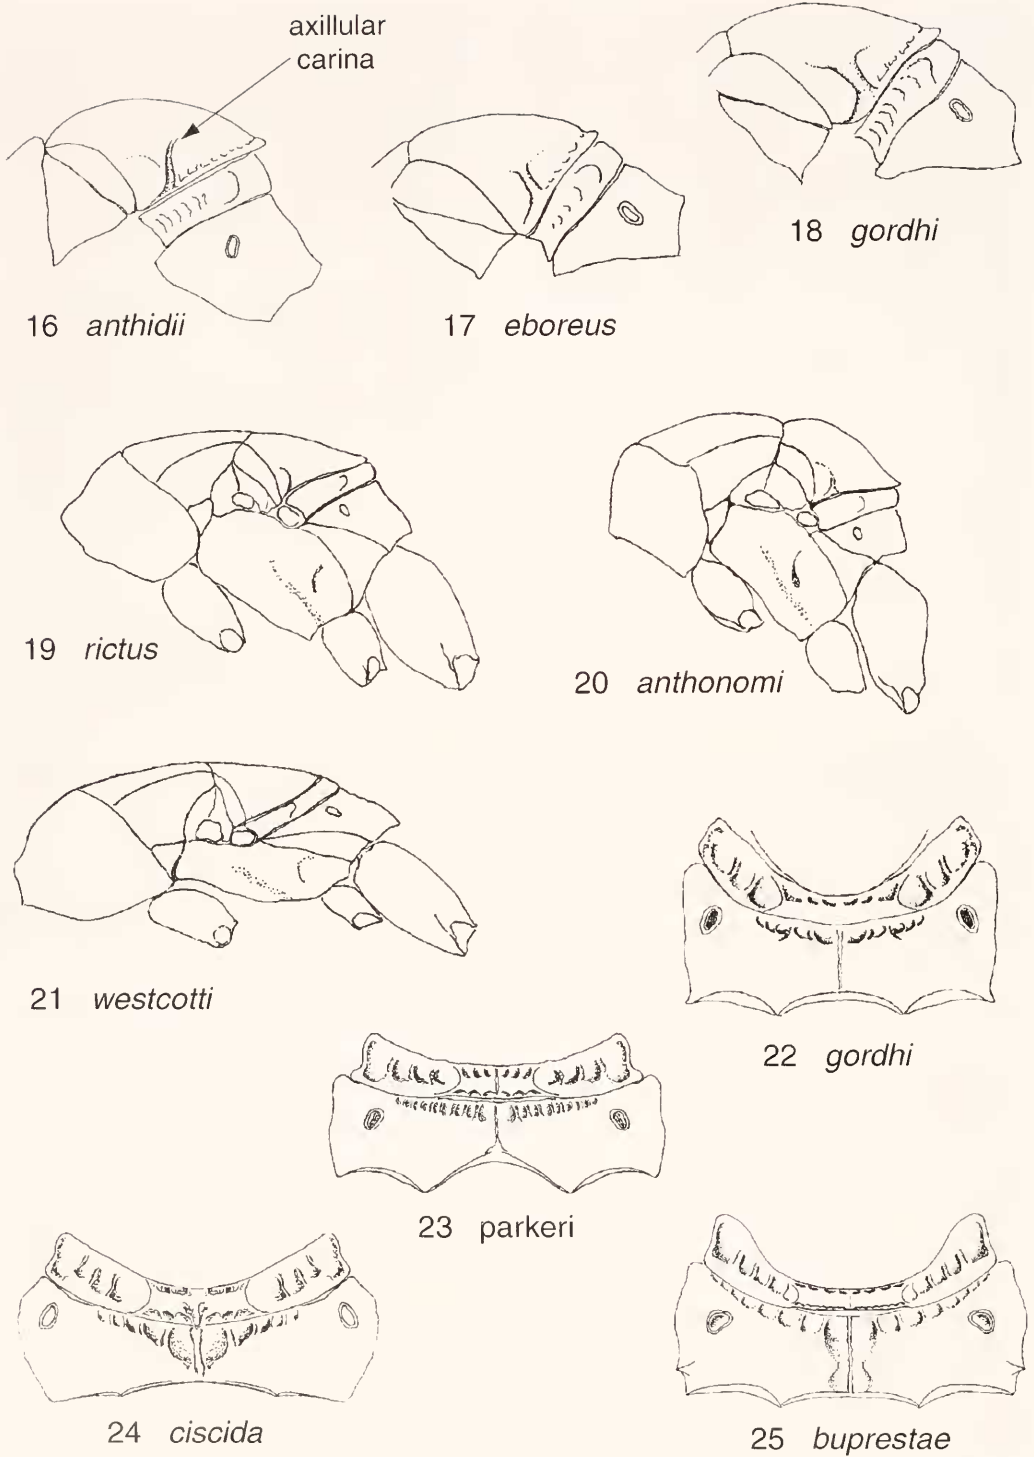 axillular
carina
16 anthidii
17 eboreus
18 gordhi
19 rictus
20 anthonomi
21 westcotti
22 gordhi
23 parkeri
24 ciscida
25 buprestae